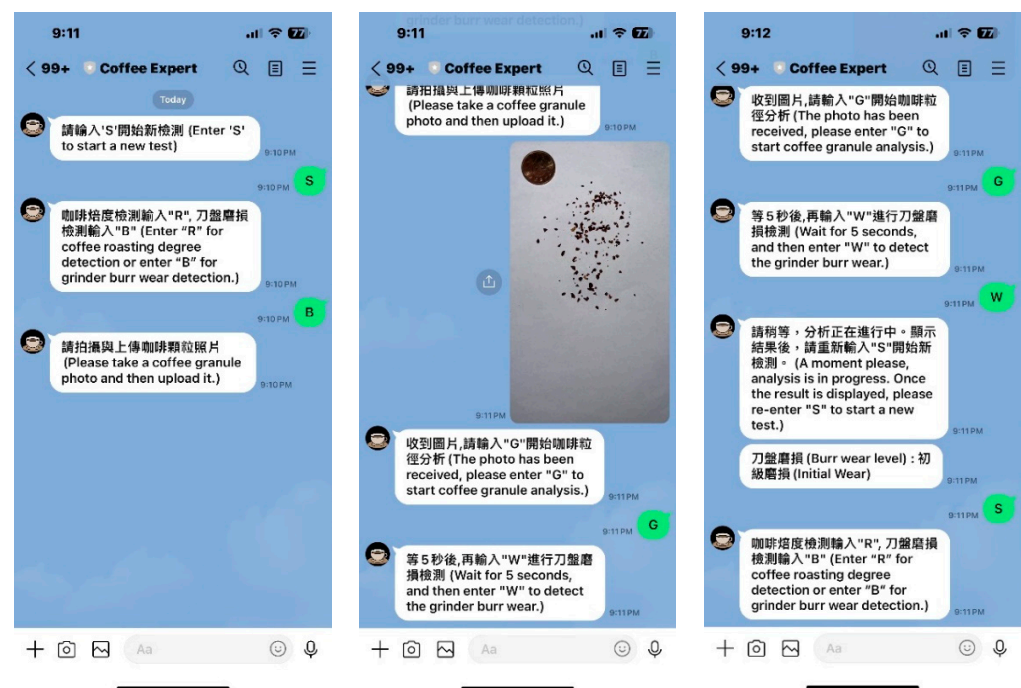 9:11
77
99+ Coffee Expert
Today
請輸入'S'開始新檢測 (Enter 'S'
to start a new test)
9:10 PM
S
9:10 PM
咖啡焙度檢測輸入"R", 刀盤磨損
檢測輸入"B" (Enter “R” for
coffee roasting degree
detection or enter “B” for
grinder burr wear detection.)
9:10 PM
B
9:10 PM
請拍攝與上傳咖啡顆粒照片
(Please take a coffee granule
photo and then upload it.)
9:10 PM
Aa
9:11
77
grinder burr wear detection.)
99+ Coffee Expert
請拍攝與上傳咖啡顆粒照片
(Please take a coffee granule
photo and then upload it.)
9:10 PM
9:11 PM
收到圖片,請輸入"G"開始咖啡粒
徑分析 (The photo has been
received, please enter "G" to
start coffee granule analysis.)
9:11 PM
G
9:11 PM
等5秒後,再輸入"W"進行刀盤磨
損檢測 (Wait for 5 seconds,
and then enter "W" to detect
the grinder burr wear.)
9:11 PM
Aa
9:12
77
99+ Coffee Expert
收到圖片,請輸入"G"開始咖啡粒
徑分析 (The photo has been
received, please enter "G" to
start coffee granule analysis.)
9:11 PM
G
9:11 PM
等5秒後,再輸入"W"進行刀盤磨
損檢測 (Wait for 5 seconds,
and then enter "W" to detect
the grinder burr wear.)
9:11 PM
W
9:11 PM
請稍等，分析正在進行中。顯示
結果後，請重新輸入"S"開始新
檢測。 (A moment please,
analysis is in progress. Once
the result is displayed, please
re-enter "S" to start a new
test.)
9:11 PM
刀盤磨損 (Burr wear level) : 初
級磨損 (Initial Wear)
9:11 PM
S
9:11 PM
咖啡焙度檢測輸入"R", 刀盤磨損
檢測輸入"B" (Enter “R” for
coffee roasting degree
detection or enter “B” for
grinder burr wear detection.)
9:11 PM
Aa